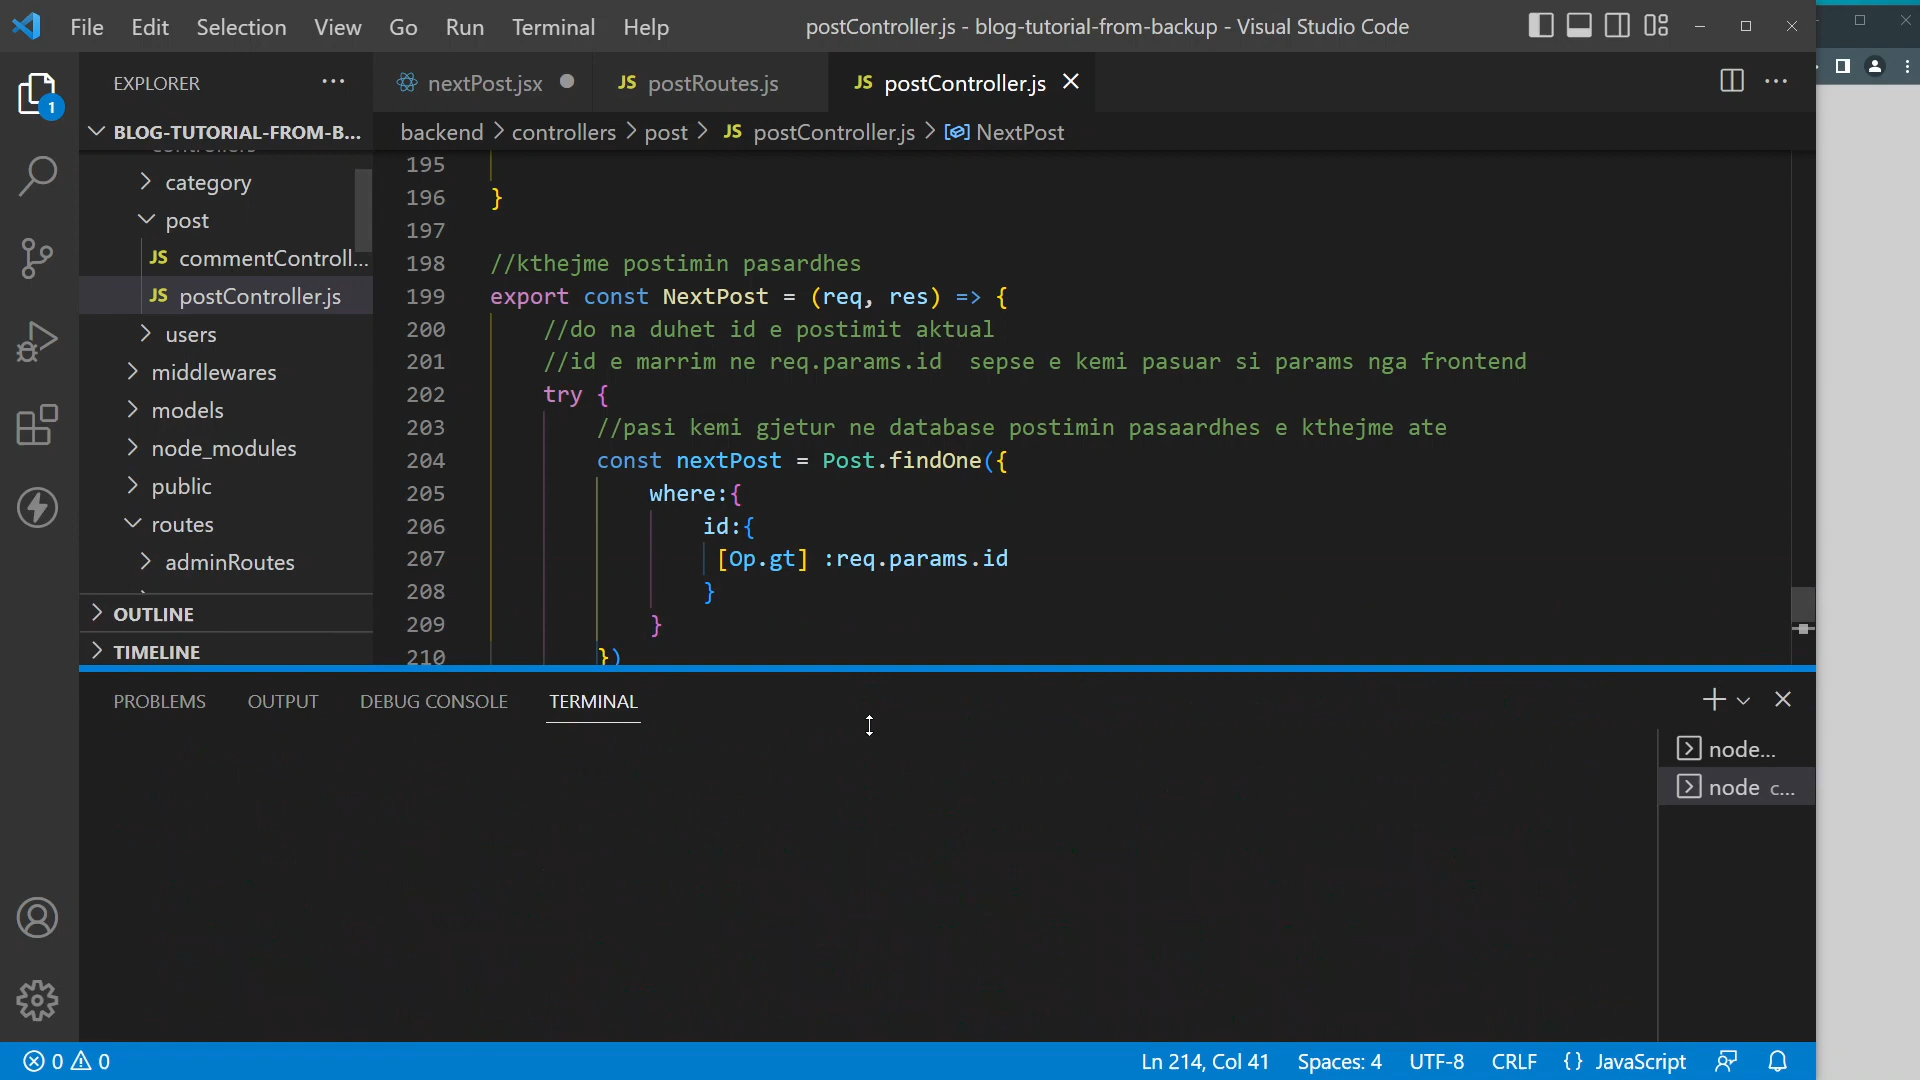 File Edit Selection View Go Run Terminal Help
postController.js - blog-tutorial-from-backup - Visual Studio Code
EXPLORER
nextPost.jsx
JS postRoutes.js
JS postController.js
1
BLOG-TUTORIAL-FROM-B...
backend > controllers > post > JS postController.js > NextPost
controllers
category
post
JS commentControll...
JS postController.js
users
middlewares
models
node_modules
public
routes
adminRoutes
OUTLINE
TIMELINE
195
196 }
197
198 //kthejme postimin pasardhes
199 export const NextPost = (req, res) => {
200 //do na duhet id e postimit aktual
201 //id e marrim ne req.params.id  sepse e kemi pasuar si params nga frontend
202 try {
203 //pasi kemi gjetur ne database postimin pasaardhes e kthejme ate
204 const nextPost = Post.findOne({
205 where:{
206 id:{
207 [Op.gt] :req.params.id
208 }
209 }
210 })
PROBLEMS OUTPUT DEBUG CONSOLE TERMINAL
node...
node c...
0 0
Ln 214, Col 41 Spaces: 4 UTF-8 CRLF {} JavaScript